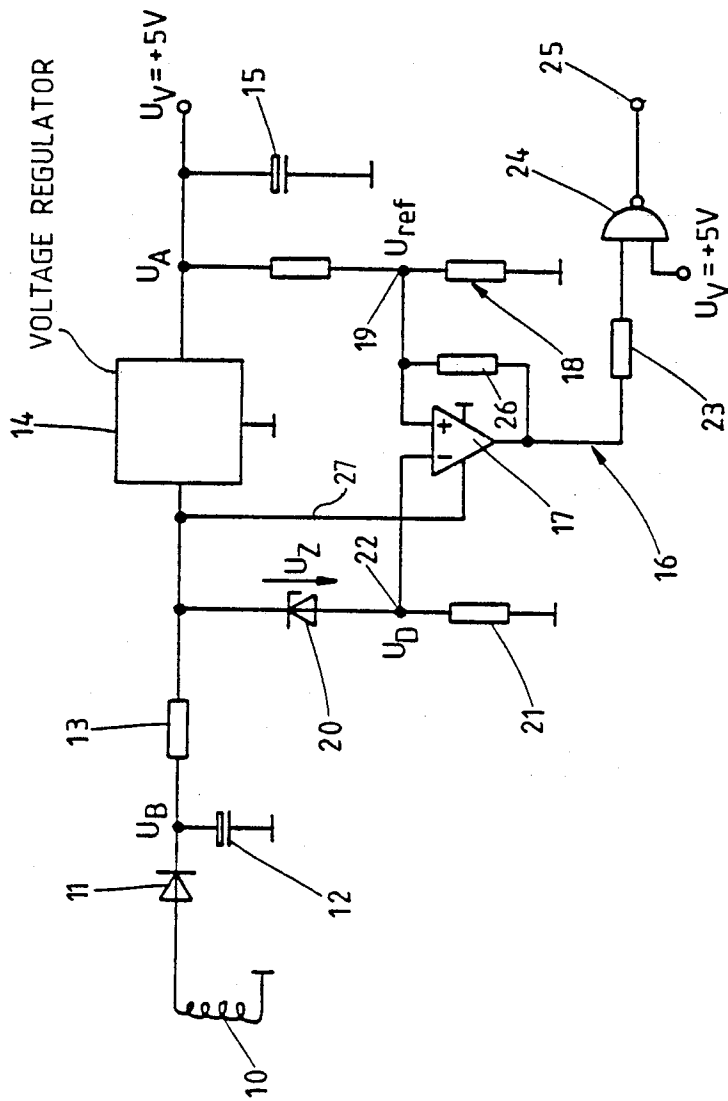 VOLTAGE REGULATOR
14
U_A
U_V = +5V
15
10
11
U_B
12
13
20
U_Z
27
U_D
22
21
U_ref
19
18
+
−
26
17
16
23
24
25
U_V = +5V